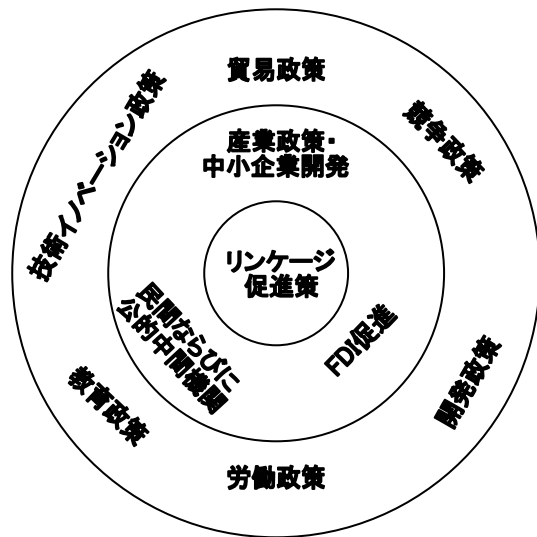 貿易政策
技術イノベーション政策
競争政策
産業政策・
中小企業開発
リンケージ
促進策
民間ならびに
公的中間機関
FDI促進
教育政策
開発政策
労働政策